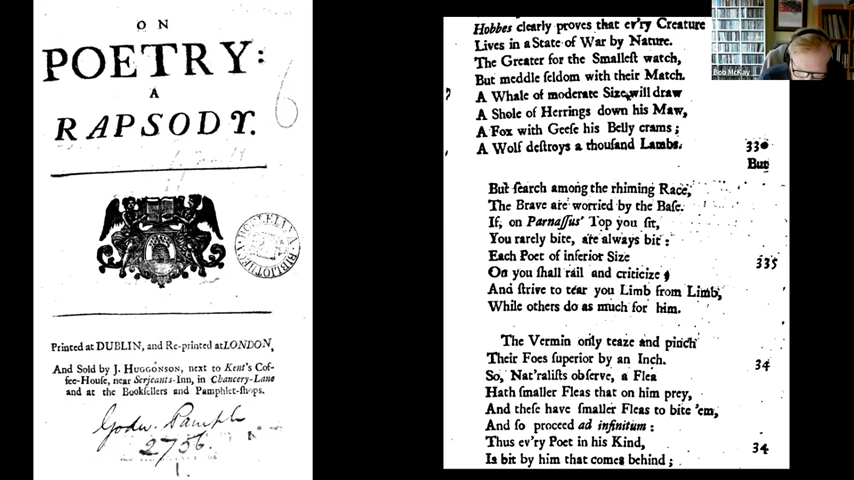 ON
POETRY:
A
RAPSODY.
6
BIBLIOTHECA BODLEIANA
Printed at DUBLIN, and Re-printed at LONDON,
And Sold by J. HUGGONSON, next to Kent's Cof-
fee-House, near Serjeants-Inn, in Chancery-Lane
and at the Booksellers and Pamphlet-shops.
Godw. Pamph
2756.
1.
Hobbes clearly proves that ev'ry Creature
Lives in a State of War by Nature.
The Greater for the Smallest watch,
But meddle seldom with their Match.
A Whale of moderate Size will draw
A Shole of Herrings down his Maw,
A Fox with Geese his Belly crams;
A Wolf destroys a thousand Lambs. 330
But
But search among the rhiming Race,
The Brave are worried by the Base.
If, on Parnassus' Top you sit,
You rarely bite, are always bit:
Each Poet of inferior Size 335
On you shall rail and criticize;
And strive to tear you Limb from Limb,
While others do as much for him.
The Vermin only teaze and pinch
Their Foes superior by an Inch. 34
So, Nat'ralists observe, a Flea
Hath smaller Fleas that on him prey,
And these have smaller Fleas to bite 'em,
And so proceed ad infinitum:
Thus ev'ry Poet in his Kind, 34
Is bit by him that comes behind;
Bob McKay